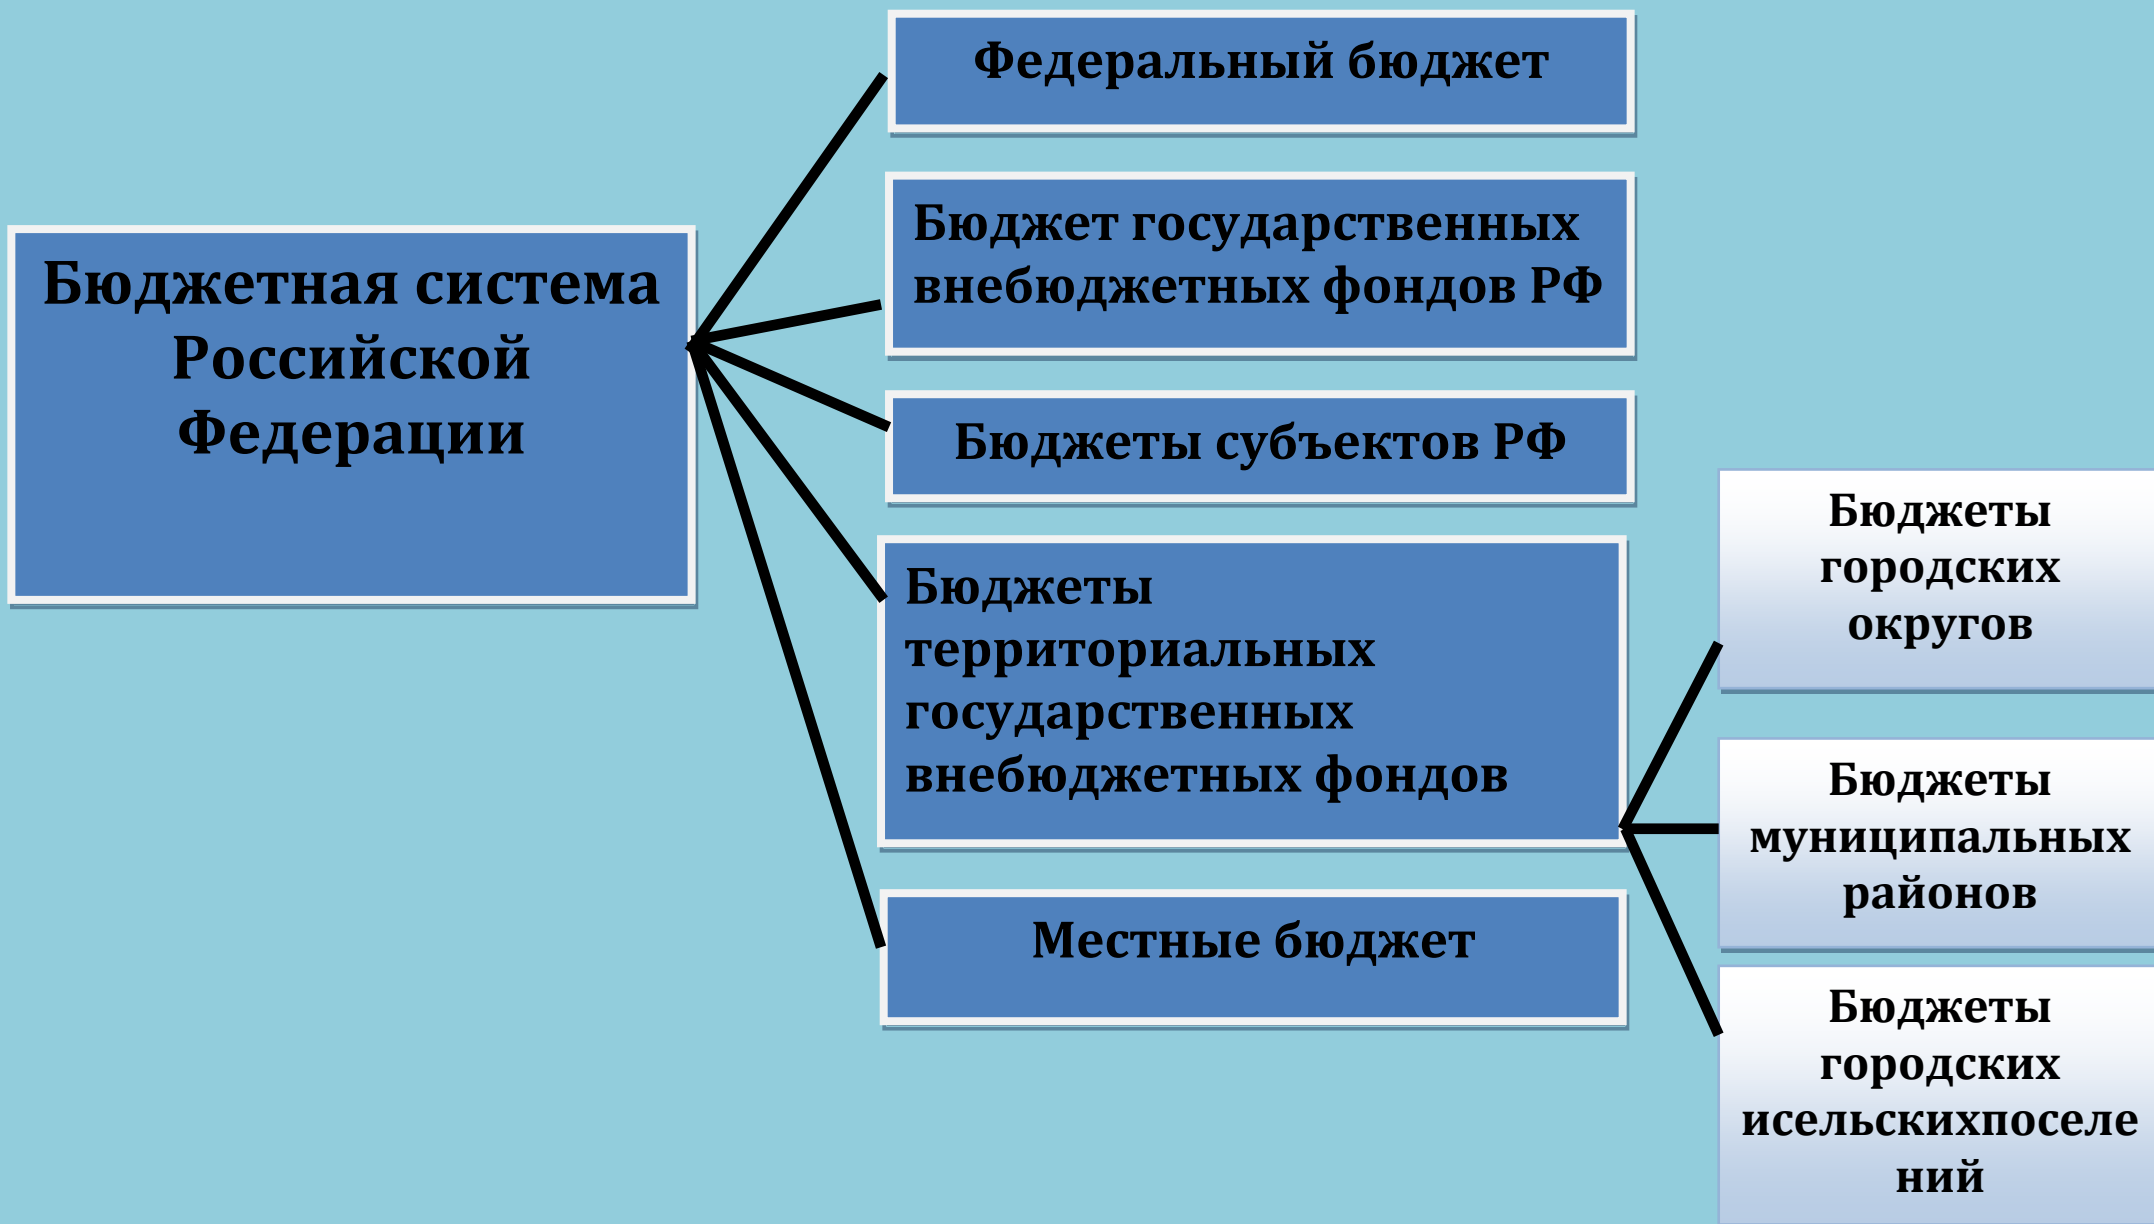 Бюджетная система
Российской
Федерации
Федеральный бюджет
Бюджет государственных
внебюджетных фондов РФ
Бюджеты субъектов РФ
Бюджеты
территориальных
государственных
внебюджетных фондов
Местные бюджет
Бюджеты
городских
округов
Бюджеты
муниципальных
районов
Бюджеты
городских
исельскихпоселе
ний